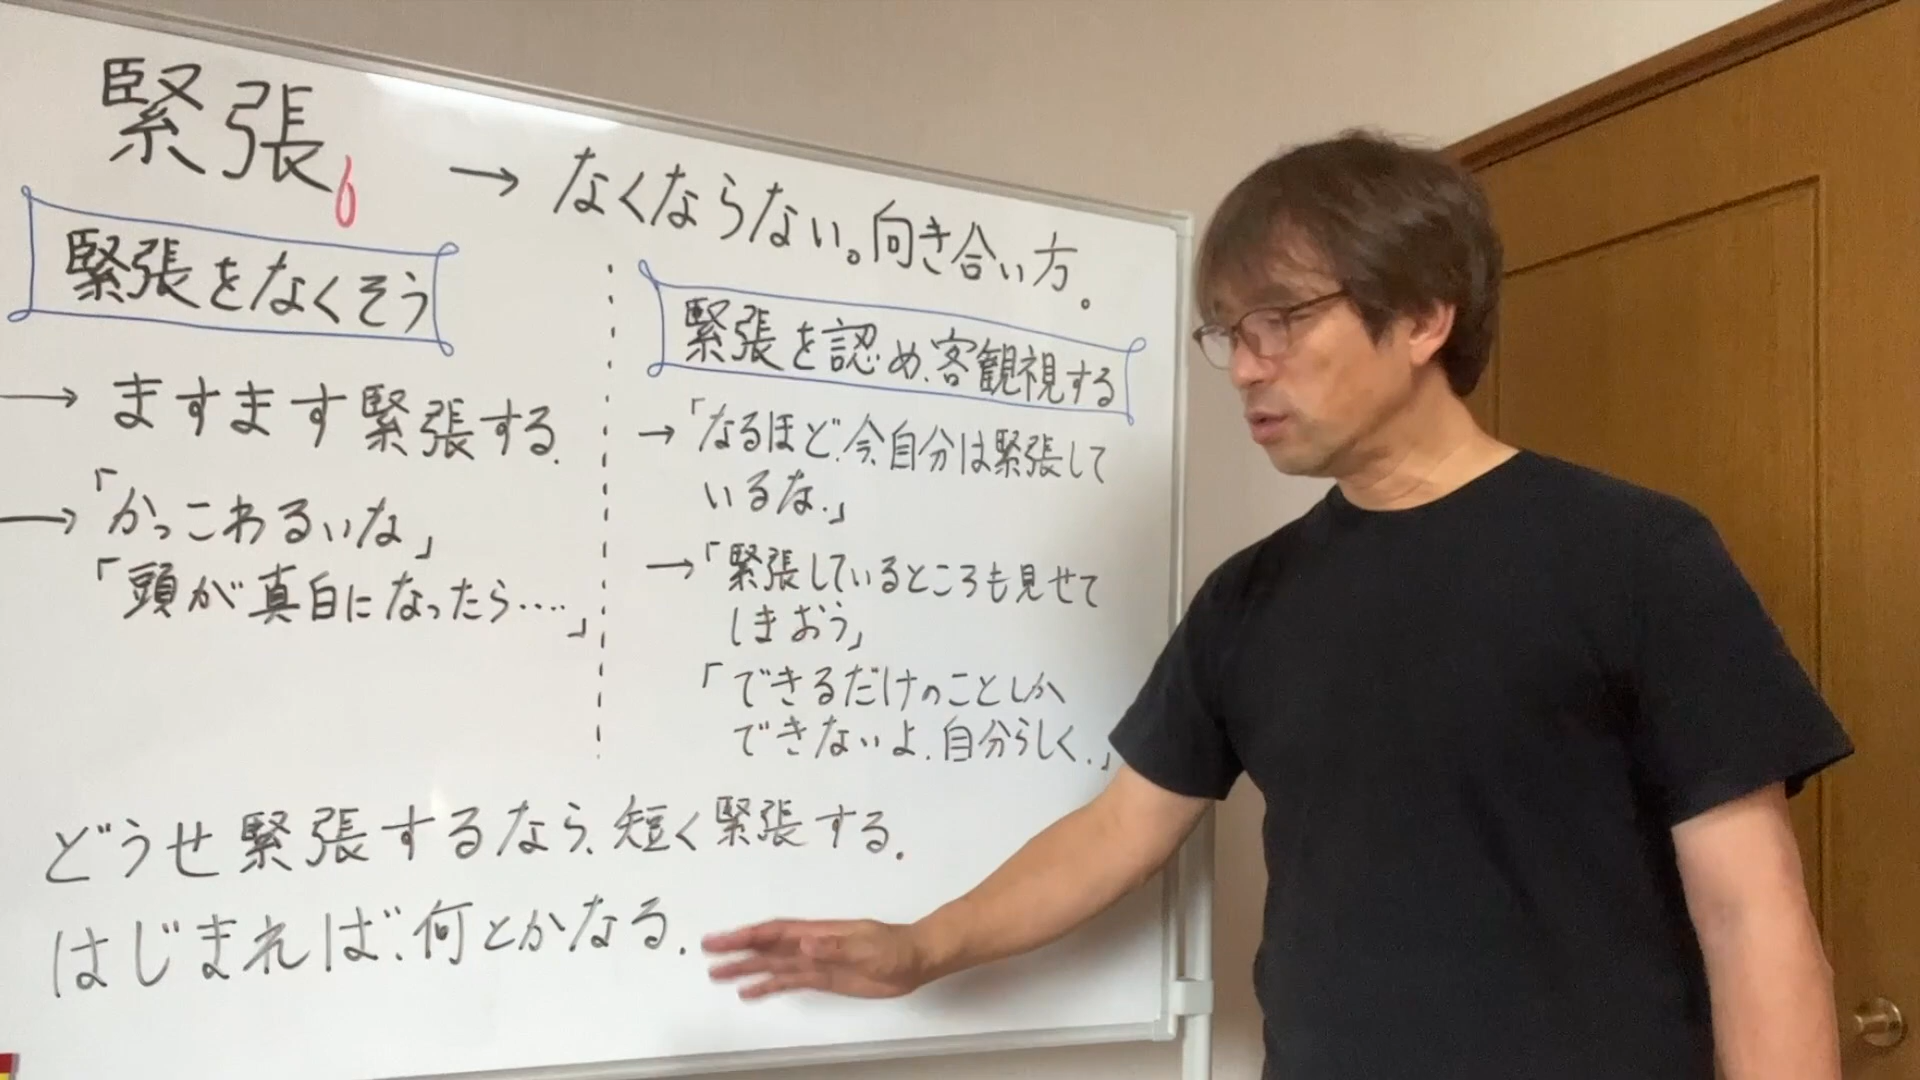 緊張
→ なくならない。向き合い方。
緊張をなくそう
→ ますます緊張する.
→「かっこわるいな」
「頭が真白になったら‥‥」
緊張を認め、客観視する
→「なるほど、今、自分は緊張して
いるな.」
→「緊張しているところも見せて
しまおう」
「できるだけのことしか
できないよ.自分らしく.」
どうせ緊張するなら、短く緊張する.
はじまれば、何とかなる.